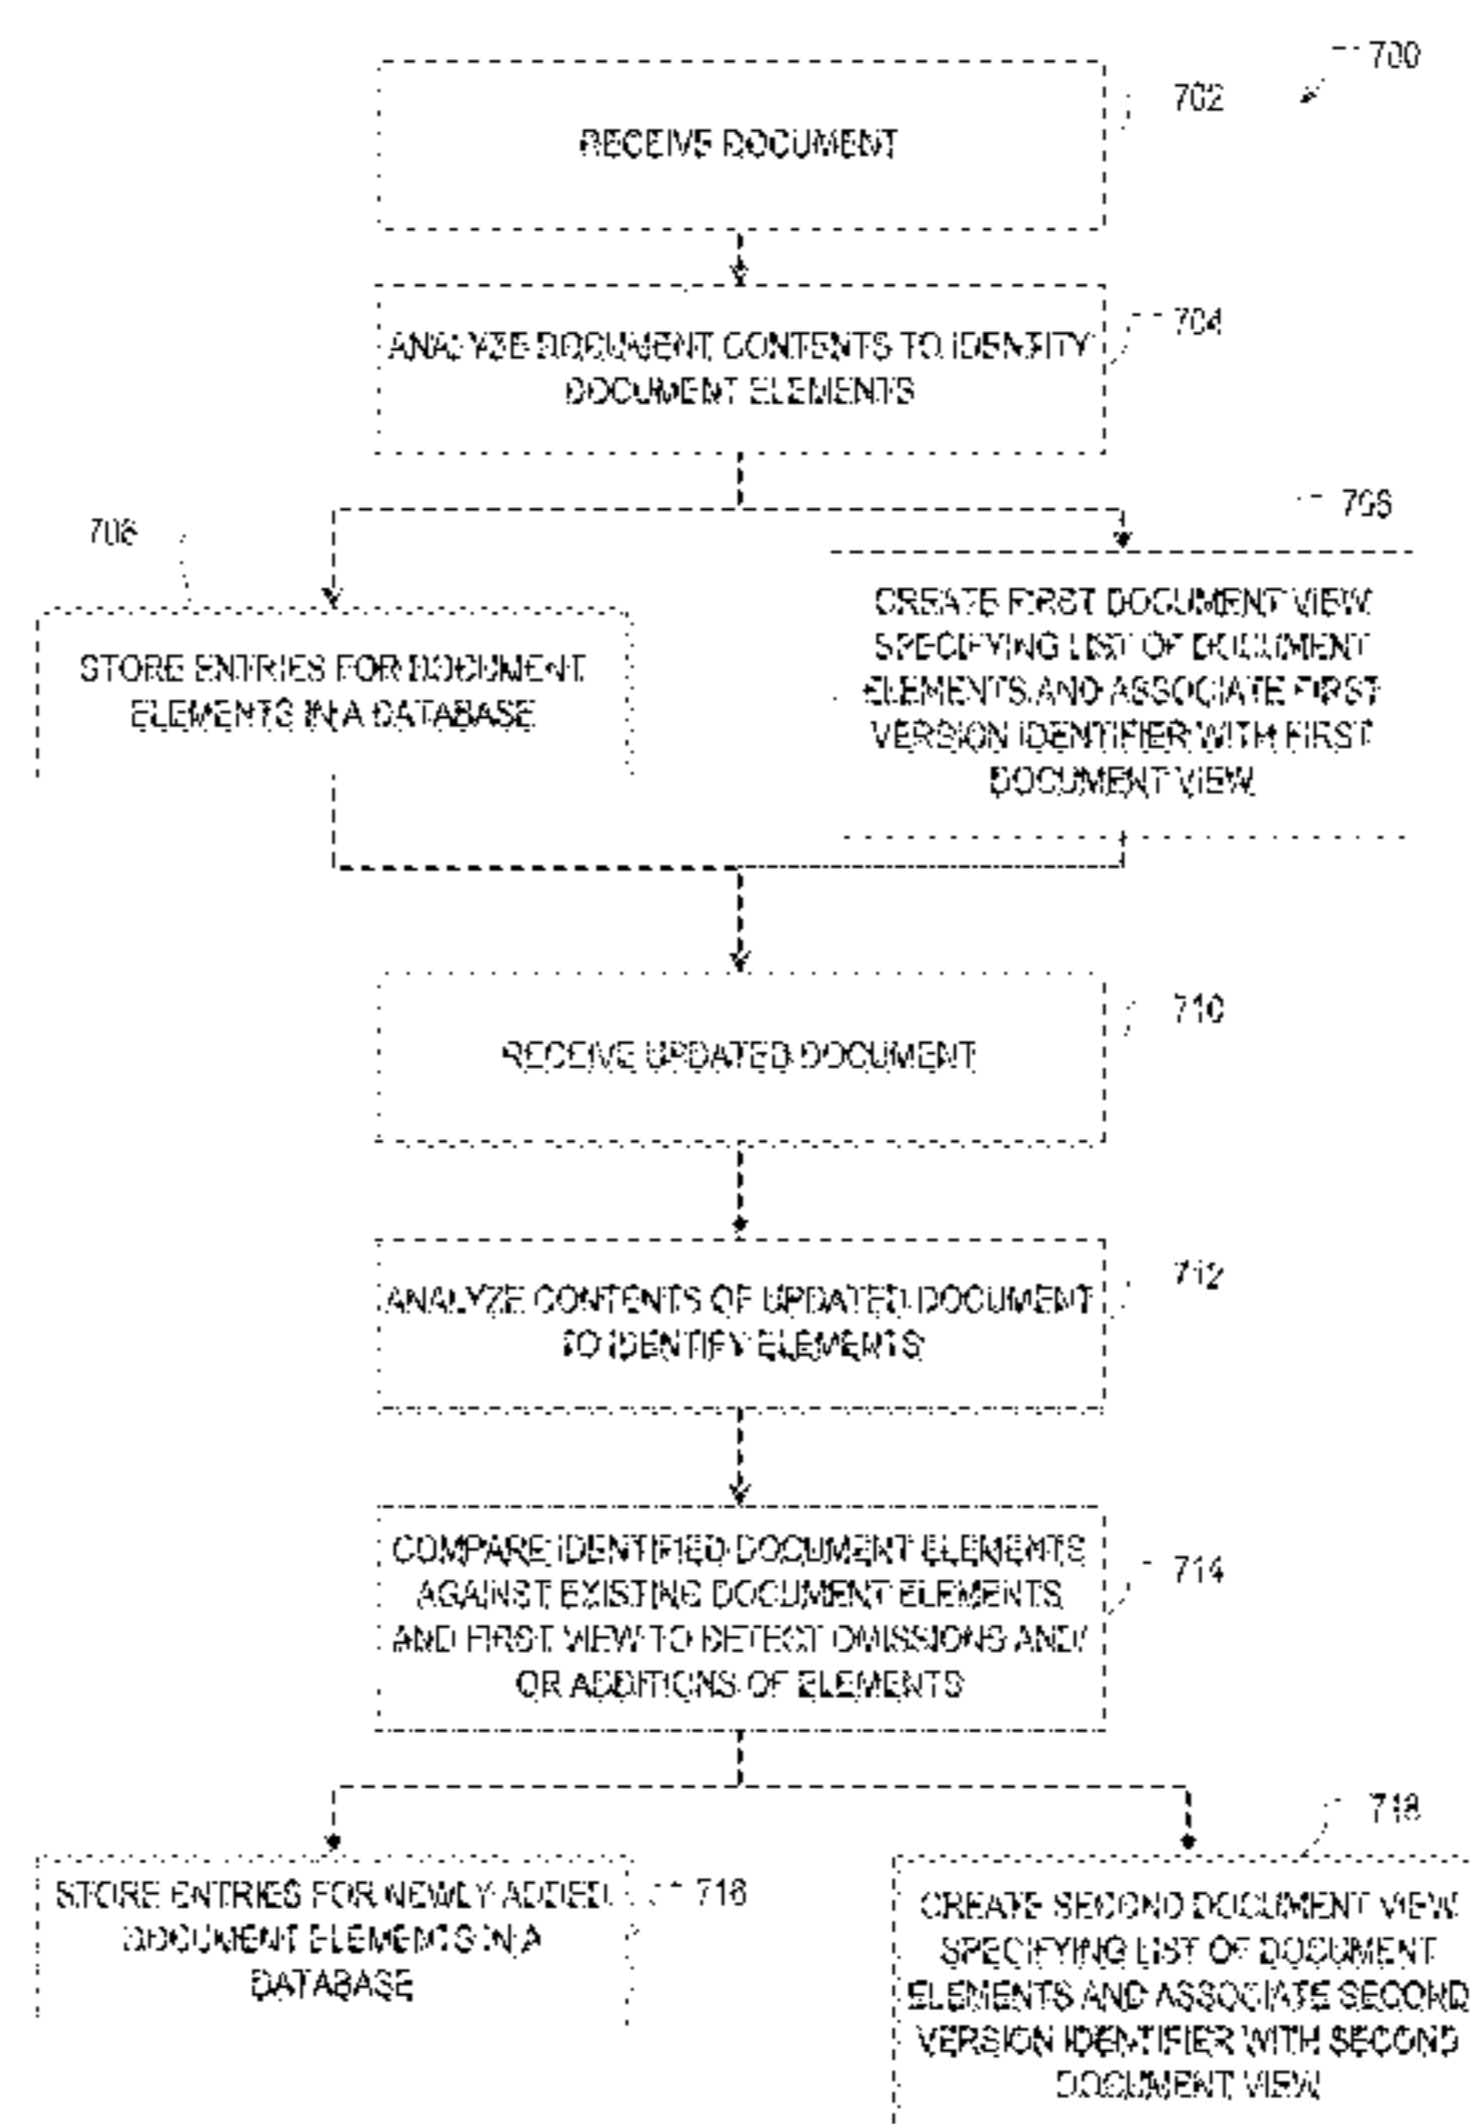 700
702
RECEIVE DOCUMENT
704
ANALYZE DOCUMENT CONTENTS TO IDENTITY
DOCUMENT ELEMENTS
STORE ENTRIES FOR DOCUMENT
ELEMENTS IN A DATABASE
CREATE FIRST DOCUMENT VIEW
SPECIFYING LIST OF DOCUMENT
ELEMENTS AND ASSOCIATE FIRST
VERSION IDENTIFIER WITH FIRST
DOCUMENT VIEW
710
RECEIVE UPDATED DOCUMENT
712
ANALYZE CONTENTS OF UPDATED DOCUMENT
TO IDENTIFY ELEMENTS
714
COMPARE IDENTIFIED DOCUMENT ELEMENTS
AGAINST EXISTING DOCUMENT ELEMENTS
AND FIRST VIEW TO DETECT OMISSIONS AND/
OR ADDITIONS OF ELEMENTS
716
STORE ENTRIES FOR NEWLY ADDED
DOCUMENT ELEMENTS IN A
DATABASE
718
CREATE SECOND DOCUMENT VIEW
SPECIFYING LIST OF DOCUMENT
ELEMENTS AND ASSOCIATE SECOND
VERSION IDENTIFIER WITH SECOND
DOCUMENT VIEW